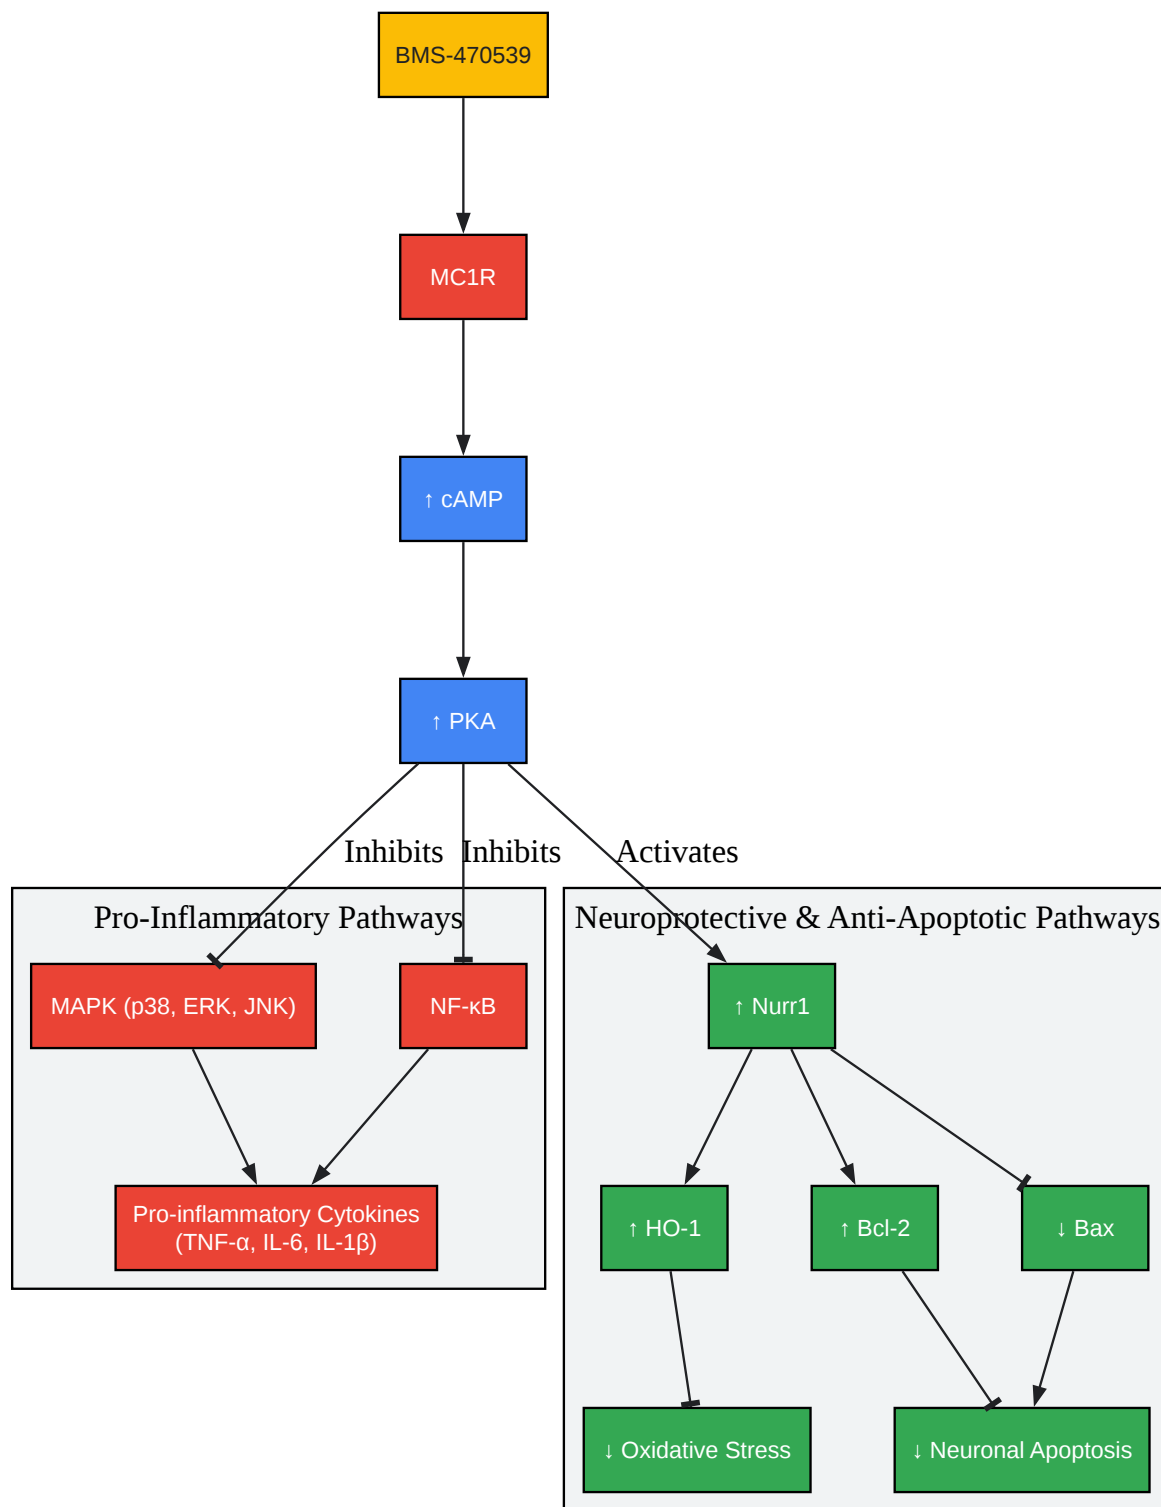 BMS-470539
MC1R
↑ cAMP
↑ PKA
Inhibits
Inhibits
Activates
Pro-Inflammatory Pathways
Neuroprotective & Anti-Apoptotic Pathways
MAPK (p38, ERK, JNK)
NF-κB
↑ Nurr1
Pro-inflammatory Cytokines
(TNF-α, IL-6, IL-1β)
↑ HO-1
↑ Bcl-2
↓ Bax
↓ Oxidative Stress
↓ Neuronal Apoptosis